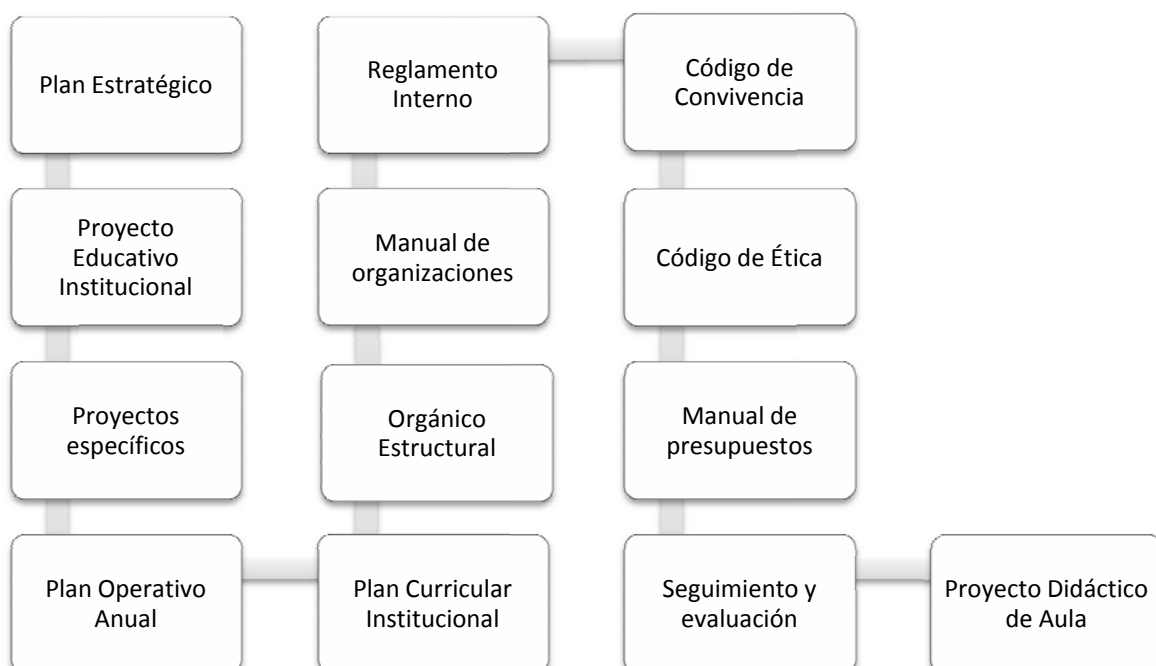 Plan Estratégico
Proyecto
Educativo
Institucional
Proyectos
específicos
Plan Operativo
Anual
Plan Curricular
Institucional
Orgánico
Estructural
Manual de
organizaciones
Reglamento
Interno
Código de
Convivencia
Código de Ética
Manual de
presupuestos
Seguimiento y
evaluación
Proyecto Didáctico
de Aula